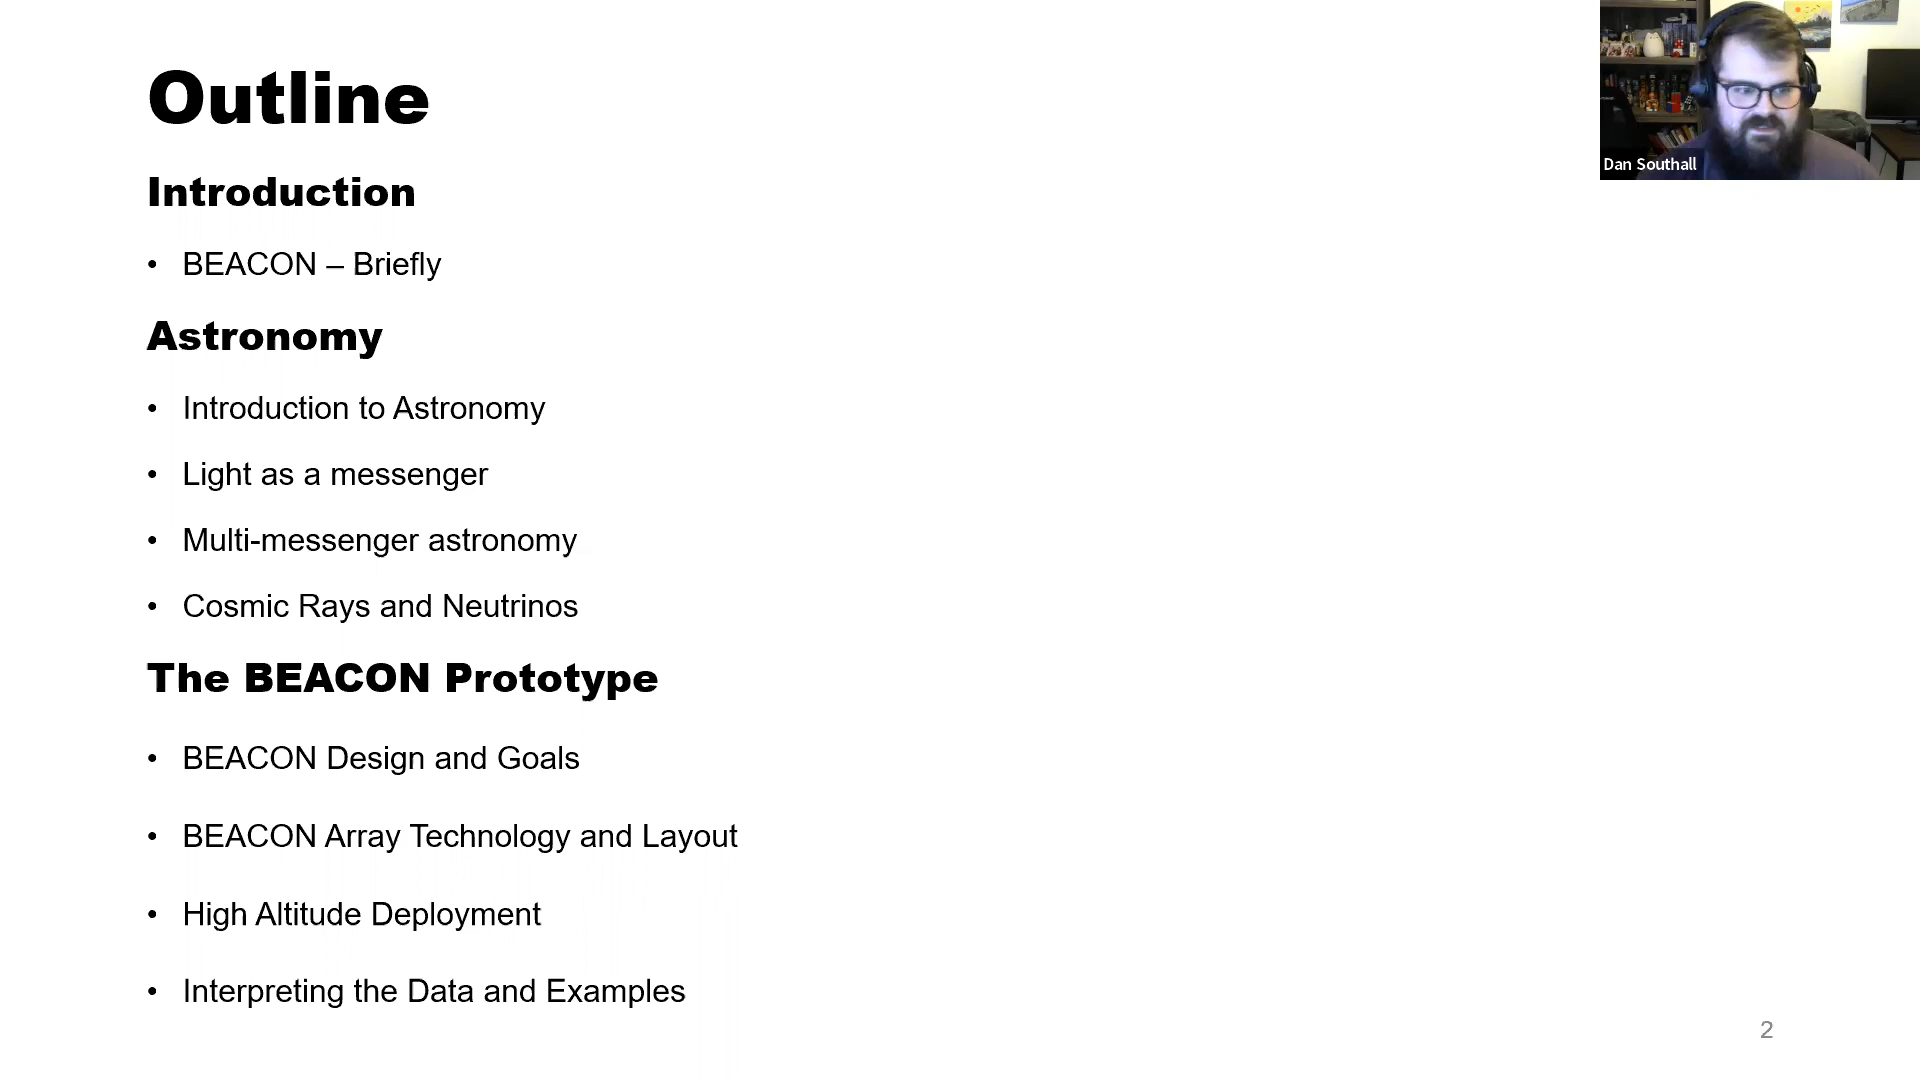 Outline
Introduction
• BEACON – Briefly
Astronomy
• Introduction to Astronomy
• Light as a messenger
• Multi-messenger astronomy
• Cosmic Rays and Neutrinos
The BEACON Prototype
• BEACON Design and Goals
• BEACON Array Technology and Layout
• High Altitude Deployment
• Interpreting the Data and Examples
2
Dan Southall